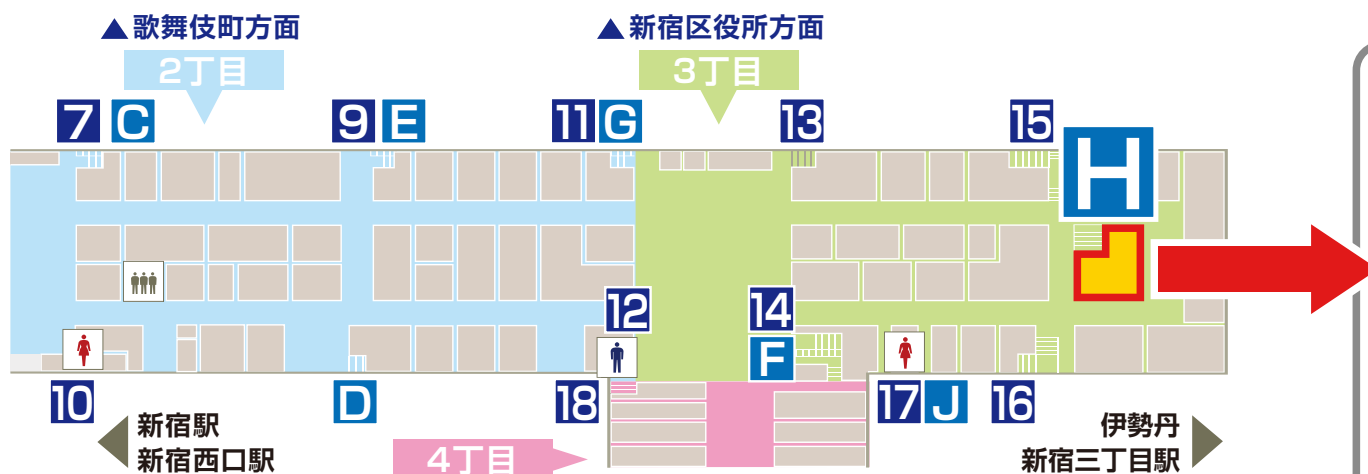 ▲歌舞伎町方面
▲新宿区役所方面
2丁目
3丁目
7 C
9 E
11 G
13
15
H
12
14
F
10
D
18
17 J
16
新宿駅
新宿西口駅
4丁目
伊勢丹
新宿三丁目駅